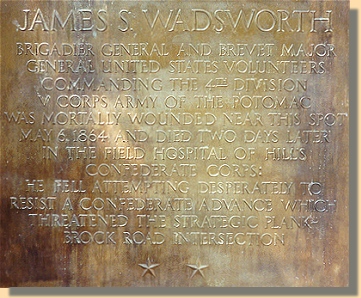 JAMES S. WADSWORTH
BRIGADIER GENERAL AND BREVET MAJOR
GENERAL UNITED STATES VOLUNTEERS
COMMANDING THE 4TH DIVISION
V CORPS, ARMY OF THE POTOMAC
WAS MORTALLY WOUNDED NEAR THIS SPOT
MAY 6, 1864, AND DIED TWO DAYS LATER
IN THE FIELD HOSPITAL OF HILLS
CONFEDERATE CORPS:
HE FELL ATTEMPTING DESPERATELY TO
RESIST A CONFEDERATE ADVANCE WHICH
THREATENED THE STRATEGIC PLANK-
BROCK ROAD INTERSECTION